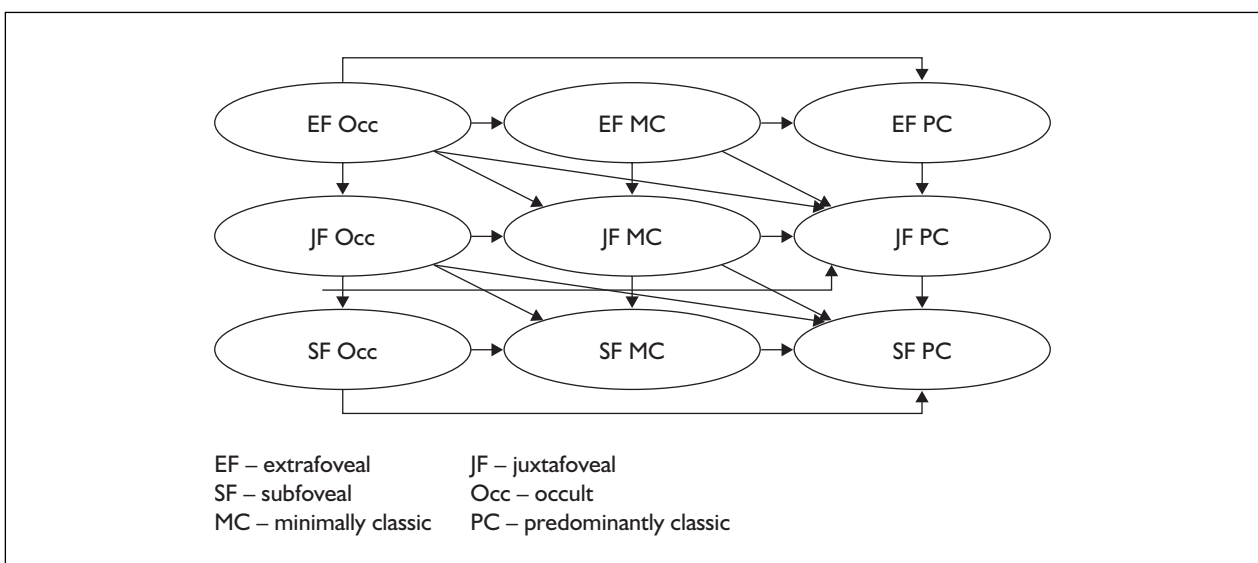 EF Occ EF MC EF PC
JF Occ JF MC JF PC
SF Occ SF MC SF PC
EF – extrafoveal JF – juxtafoveal
SF – subfoveal Occ – occult
MC – minimally classic PC – predominantly classic